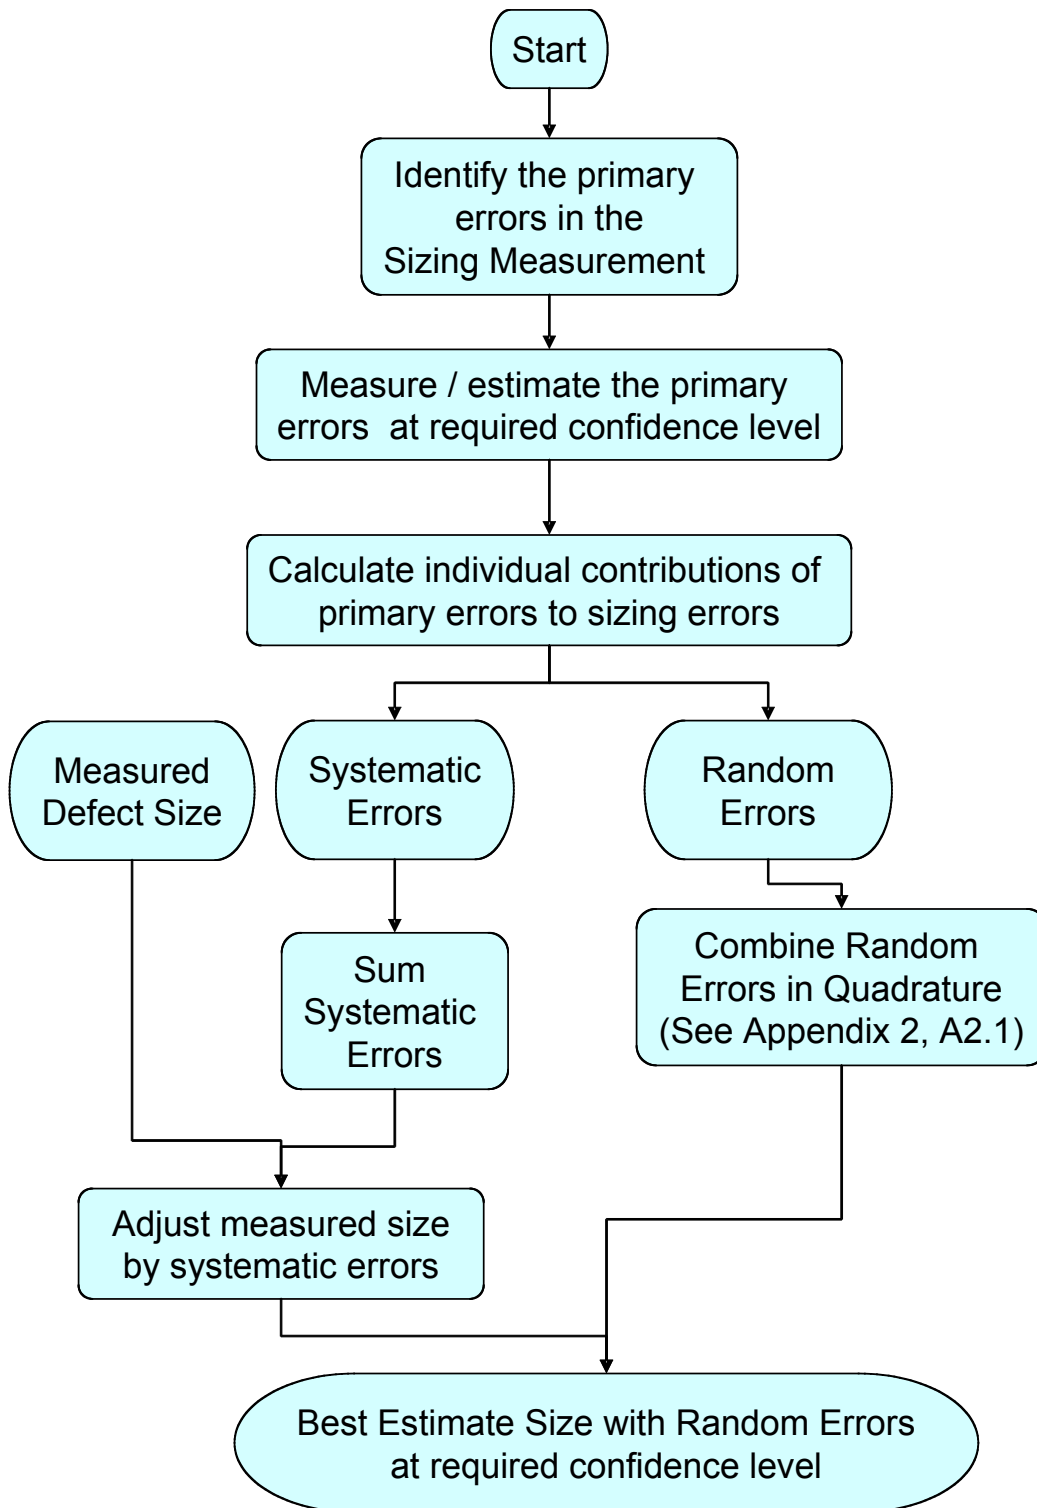 Start
Identify the primary
errors in the
Sizing Measurement
Measure / estimate the primary
errors at required confidence level
Calculate individual contributions of
primary errors to sizing errors
Measured
Defect Size
Systematic
Errors
Random
Errors
Sum
Systematic
Errors
Combine Random
Errors in Quadrature
(See Appendix 2, A2.1)
Adjust measured size
by systematic errors
Best Estimate Size with Random Errors
at required confidence level